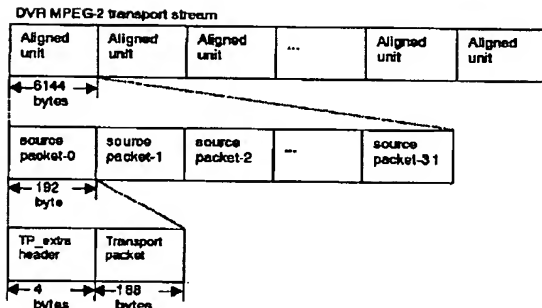 DVR MPEG-2 transport stream
Aligned unit
Aligned unit
Aligned unit
...
Aligned unit
Aligned unit
6144 bytes
source packet-0
source packet-1
source packet-2
...
source packet-31
192 byte
TP_extra header
Transport packet
4 bytes
188 bytes